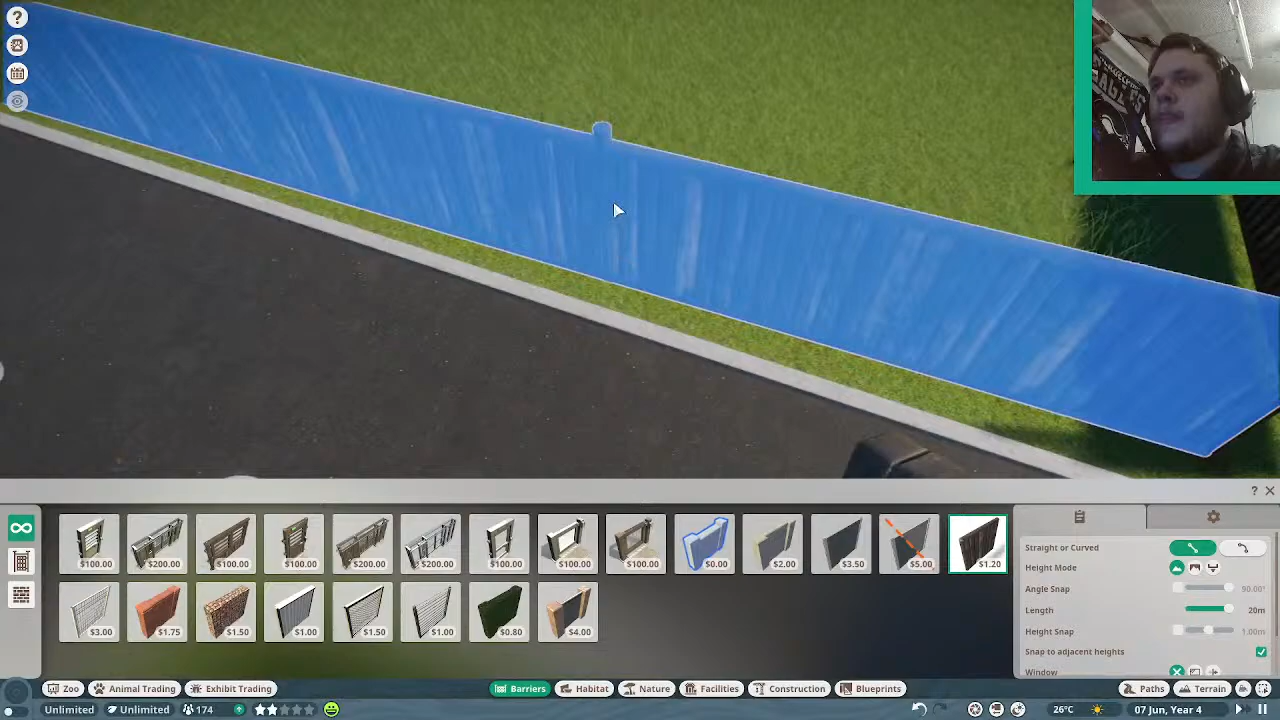 EAGLES
$100.00
$200.00
$100.00
$100.00
$200.00
$200.00
$100.00
$100.00
$100.00
$0.00
$2.00
$3.50
$5.00
$1.20
$3.00
$1.75
$1.50
$1.00
$1.50
$1.00
$0.80
$4.00
Straight or Curved
Height Mode
Angle Snap 90.00°
Length 20m
Height Snap 1.00m
Snap to adjacent heights
Window
Zoo Animal Trading Exhibit Trading Barriers Habitat Nature Facilities Construction Blueprints Paths Terrain
Unlimited Unlimited 174 26°C 07 Jun, Year 4